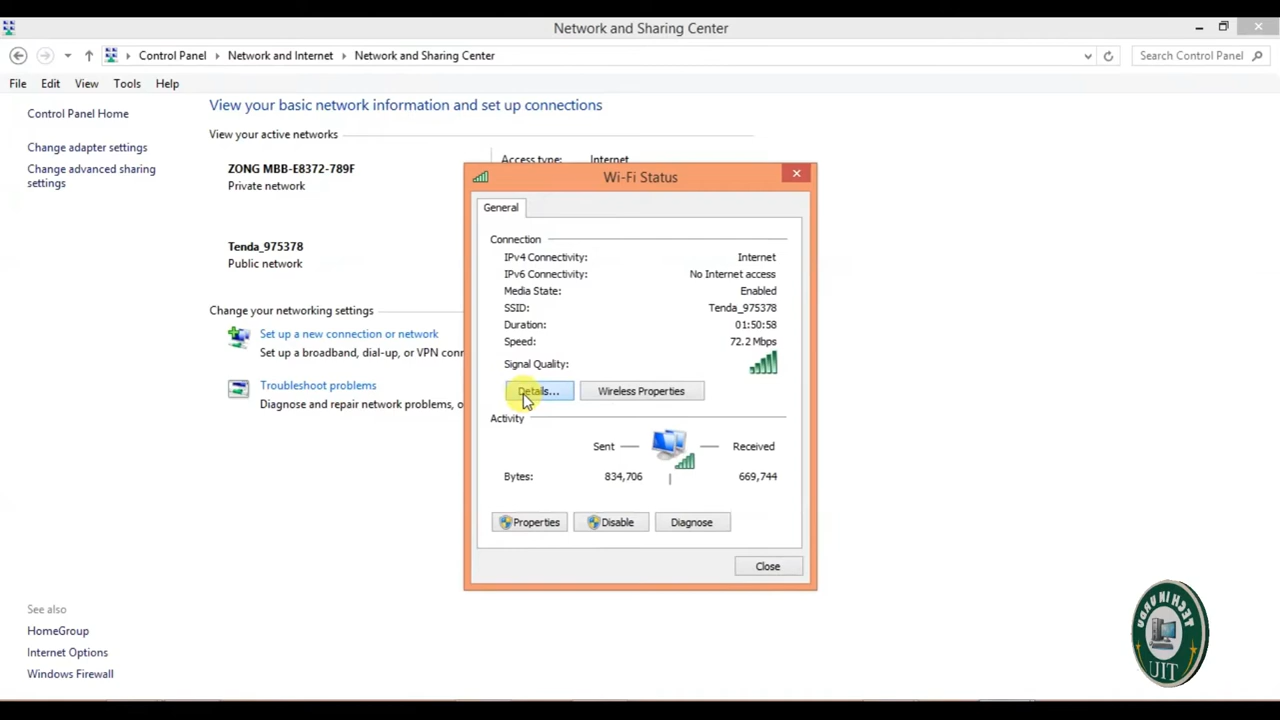 Network and Sharing Center
Control Panel Network and Internet Network and Sharing Center
Search Control Panel
File Edit View Tools Help
Control Panel Home
Change adapter settings
Change advanced sharing
settings
View your basic network information and set up connections
View your active networks
ZONG MBB-E8372-789F
Private network
Access type: Internet
Tenda_975378
Public network
Change your networking settings
Set up a new connection or network
Set up a broadband, dial-up, or VPN conn
Troubleshoot problems
Diagnose and repair network problems, o
Wi-Fi Status
General
Connection
IPv4 Connectivity: Internet
IPv6 Connectivity: No Internet access
Media State: Enabled
SSID: Tenda_975378
Duration: 01:50:58
Speed: 72.2 Mbps
Signal Quality:
Details... Wireless Properties
Activity
Sent Received
Bytes: 834,706 669,744
Properties Disable Diagnose
Close
See also
HomeGroup
Internet Options
Windows Firewall
TECH IN URDU
UIT